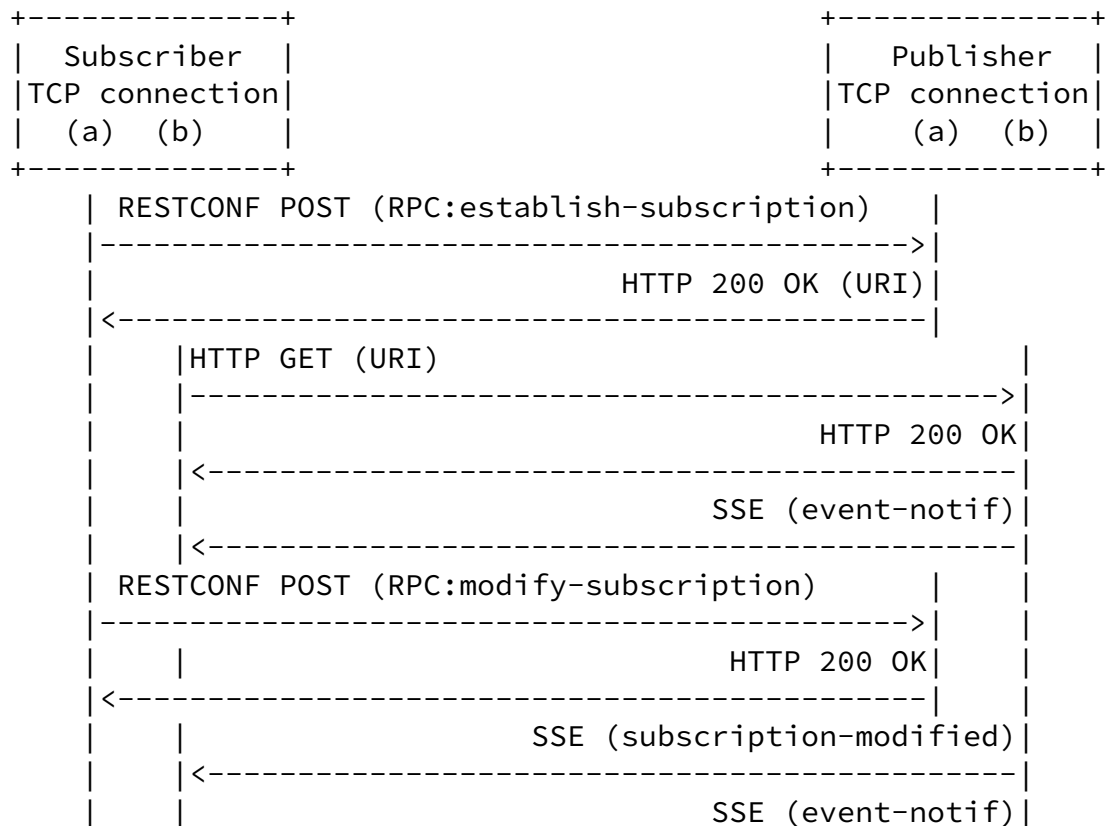 Subscriber Publisher
TCP connection TCP connection
(a) (b) (a) (b)
RESTCONF POST (RPC:establish-subscription)
HTTP 200 OK (URI)
HTTP GET (URI)
HTTP 200 OK
SSE (event-notif)
RESTCONF POST (RPC:modify-subscription)
HTTP 200 OK
SSE (subscription-modified)
SSE (event-notif)